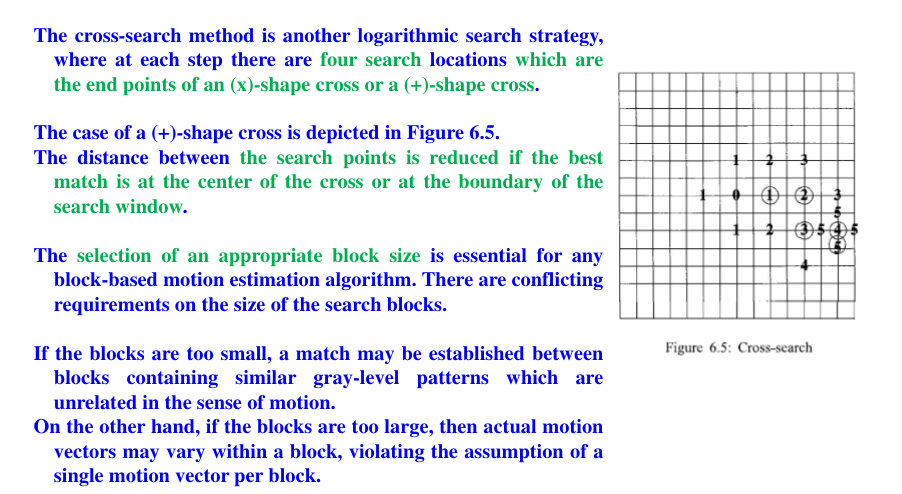 The cross-search method is another logarithmic search strategy,
where at each step there are four search locations which are
the end points of an (x)-shape cross or a (+)-shape cross.
The case of a (+)-shape cross is depicted in Figure 6.5.
The distance between the search points is reduced if the best
match is at the center of the cross or at the boundary of the
search window.
The selection of an appropriate block size is essential for any
block-based motion estimation algorithm. There are conflicting
requirements on the size of the search blocks.
If the blocks are too small, a match may be established between
blocks containing similar gray-level patterns which are
unrelated in the sense of motion.
On the other hand, if the blocks are too large, then actual motion
vectors may vary within a block, violating the assumption of a
single motion vector per block.
1 2 3
1 0 1 2 3
5
1 2 3 5 4 5
5
4
Figure 6.5: Cross-search